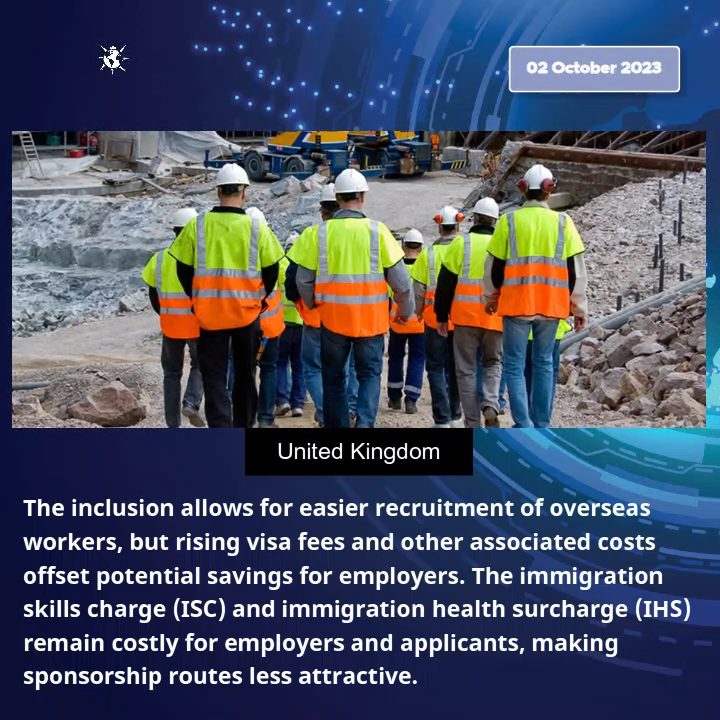 02 October 2023
United Kingdom
The inclusion allows for easier recruitment of overseas
workers, but rising visa fees and other associated costs
offset potential savings for employers. The immigration
skills charge (ISC) and immigration health surcharge (IHS)
remain costly for employers and applicants, making
sponsorship routes less attractive.